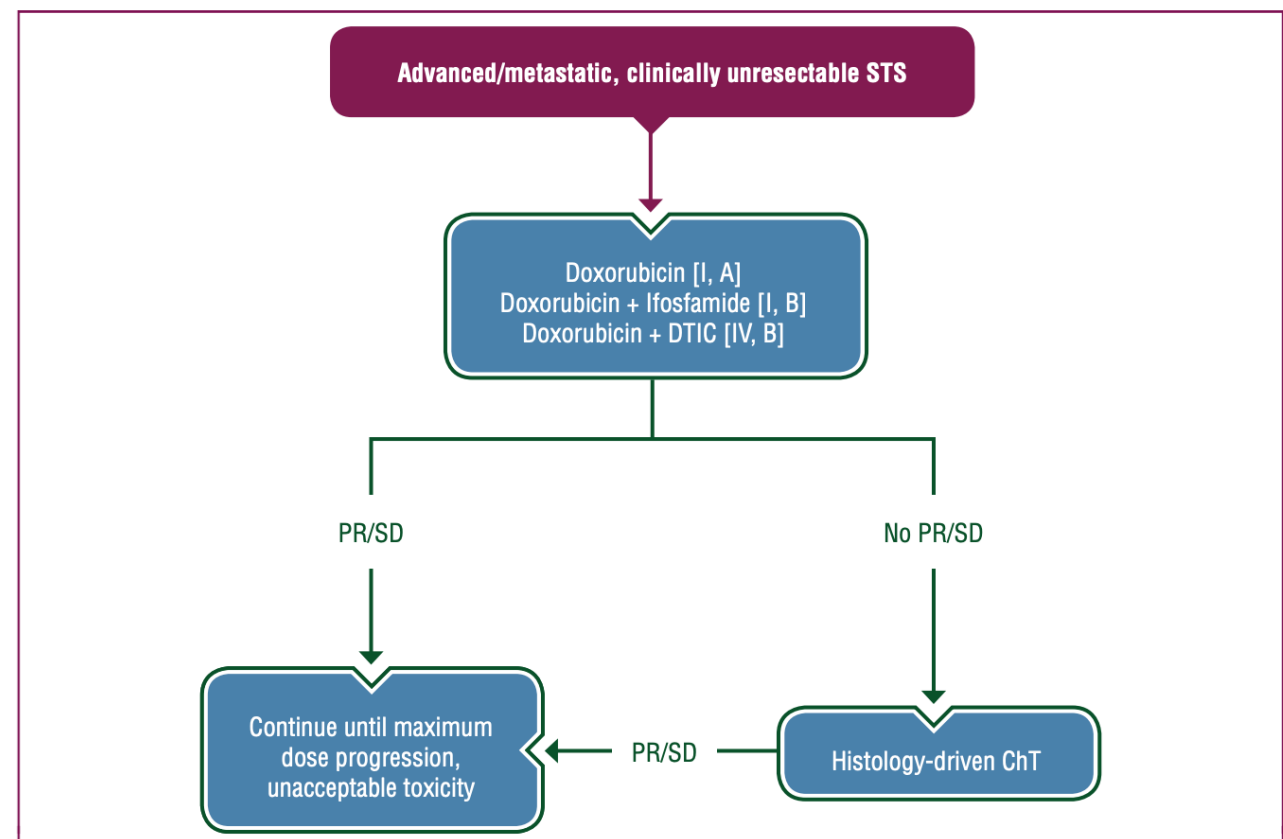 Advanced/metastatic, clinically unresectable STS
Doxorubicin [I, A]
Doxorubicin + Ifosfamide [I, B]
Doxorubicin + DTIC [IV, B]
PR/SD
No PR/SD
Continue until maximum
dose progression,
unacceptable toxicity
PR/SD
Histology-driven ChT